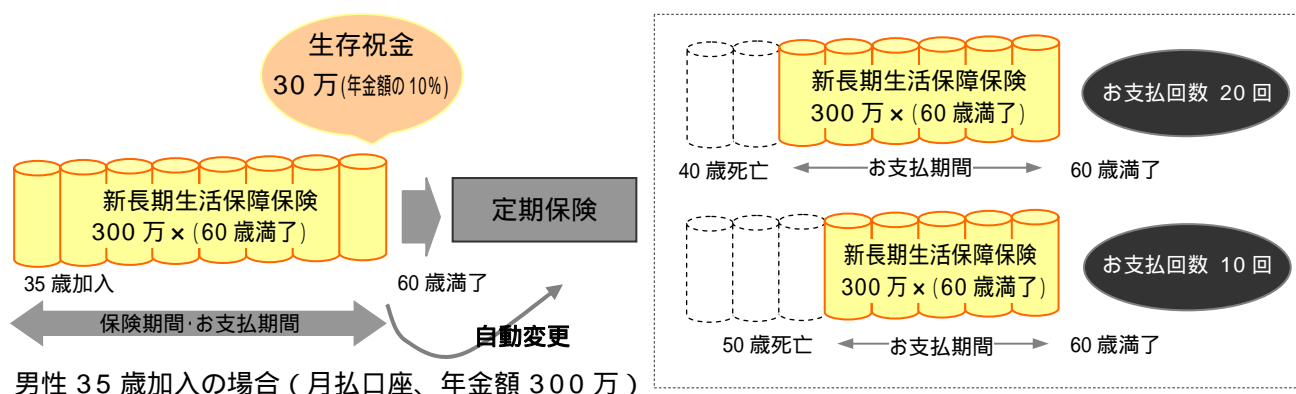 生存祝金
30万(年金額の10%)
新長期生活保障保険
300万×(60歳満了)
定期保険
35歳加入
60歳満了
保険期間・お支払期間
自動変更
男性35歳加入の場合(月払口座、年金額300万)
新長期生活保障保険
300万×(60歳満了)
お支払回数 20回
40歳死亡
お支払期間
60歳満了
新長期生活保障保険
300万×(60歳満了)
お支払回数 10回
50歳死亡
お支払期間
60歳満了